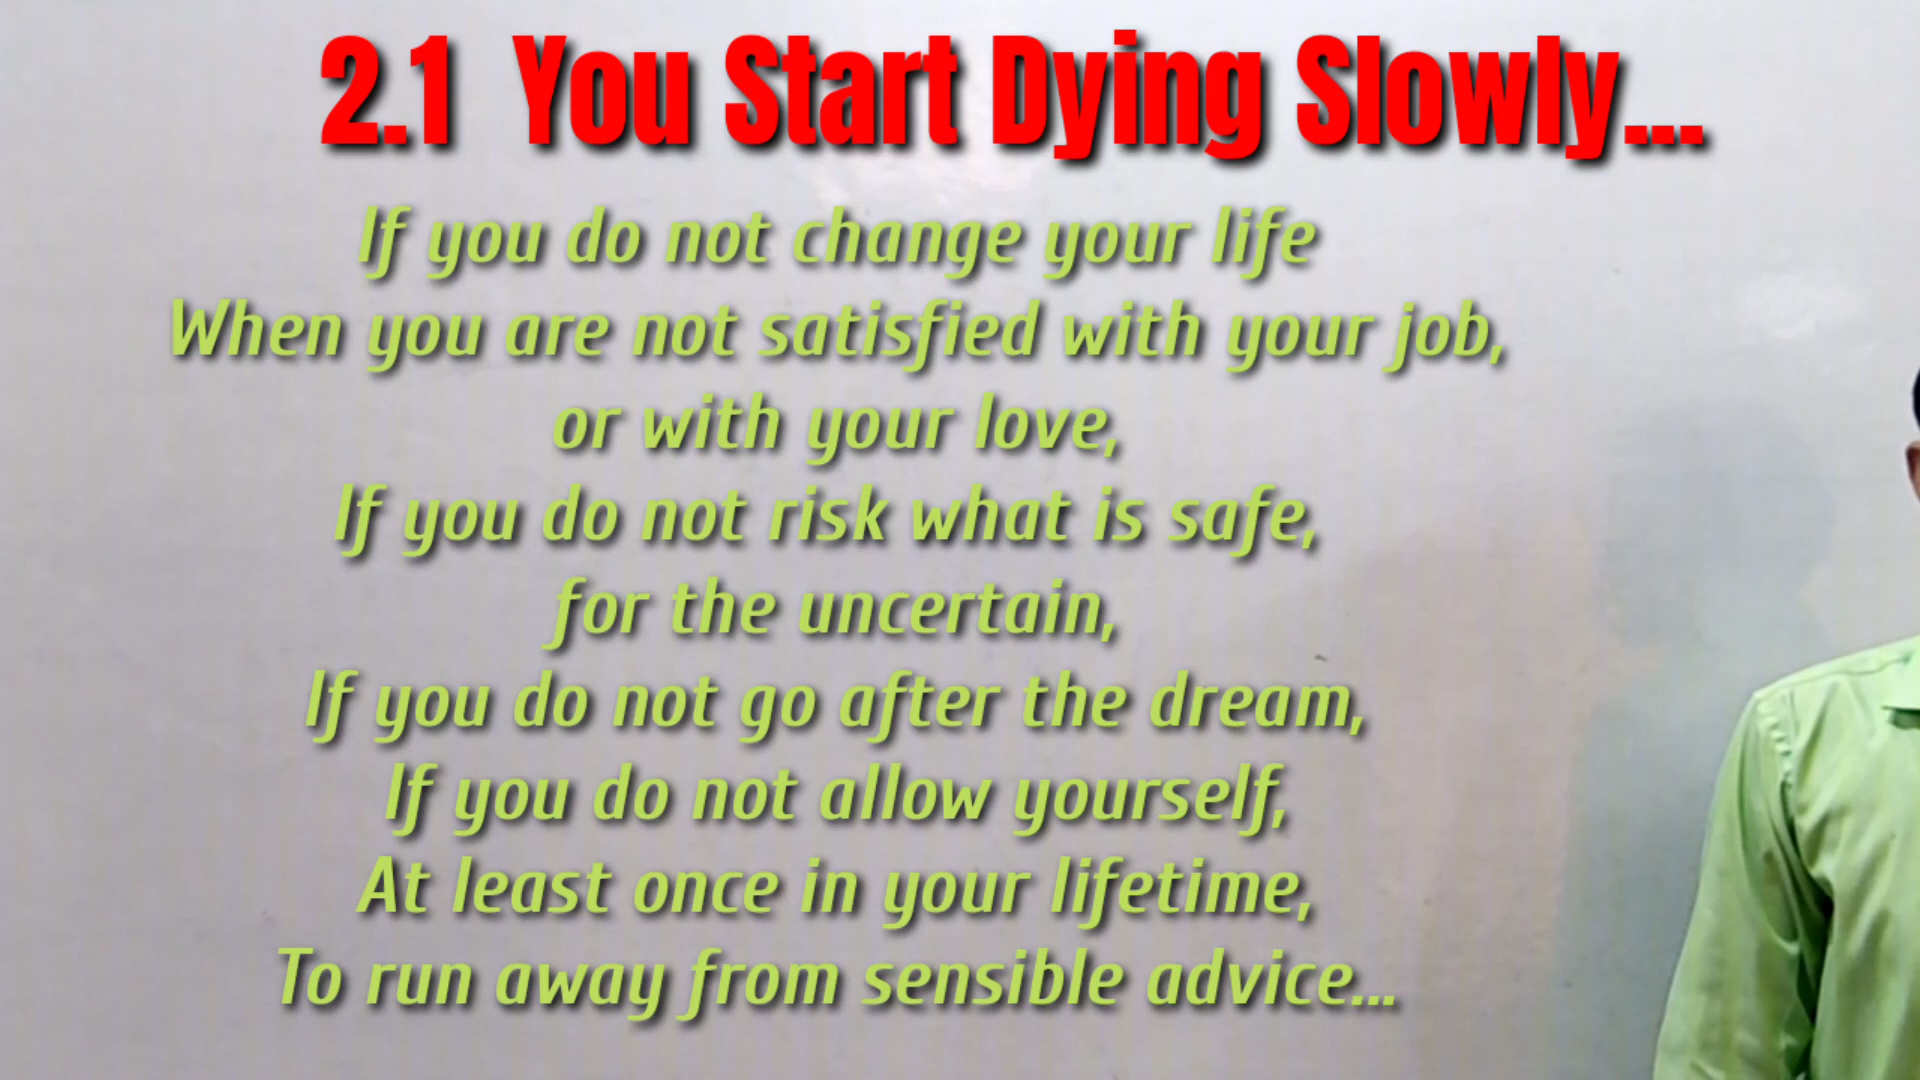 2.1 You Start Dying Slowly...
If you do not change your life
When you are not satisfied with your job,
or with your love,
If you do not risk what is safe,
for the uncertain,
If you do not go after the dream,
If you do not allow yourself,
At least once in your lifetime,
To run away from sensible advice...